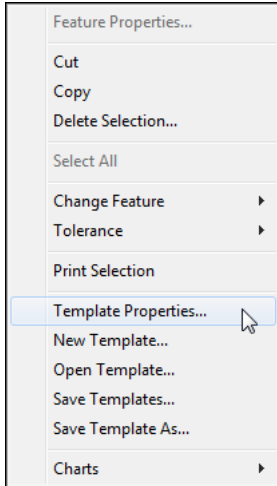 Feature Properties...
Cut
Copy
Delete Selection...
Select All
Change Feature
Tolerance
Print Selection
Template Properties...
New Template...
Open Template...
Save Templates...
Save Template As...
Charts